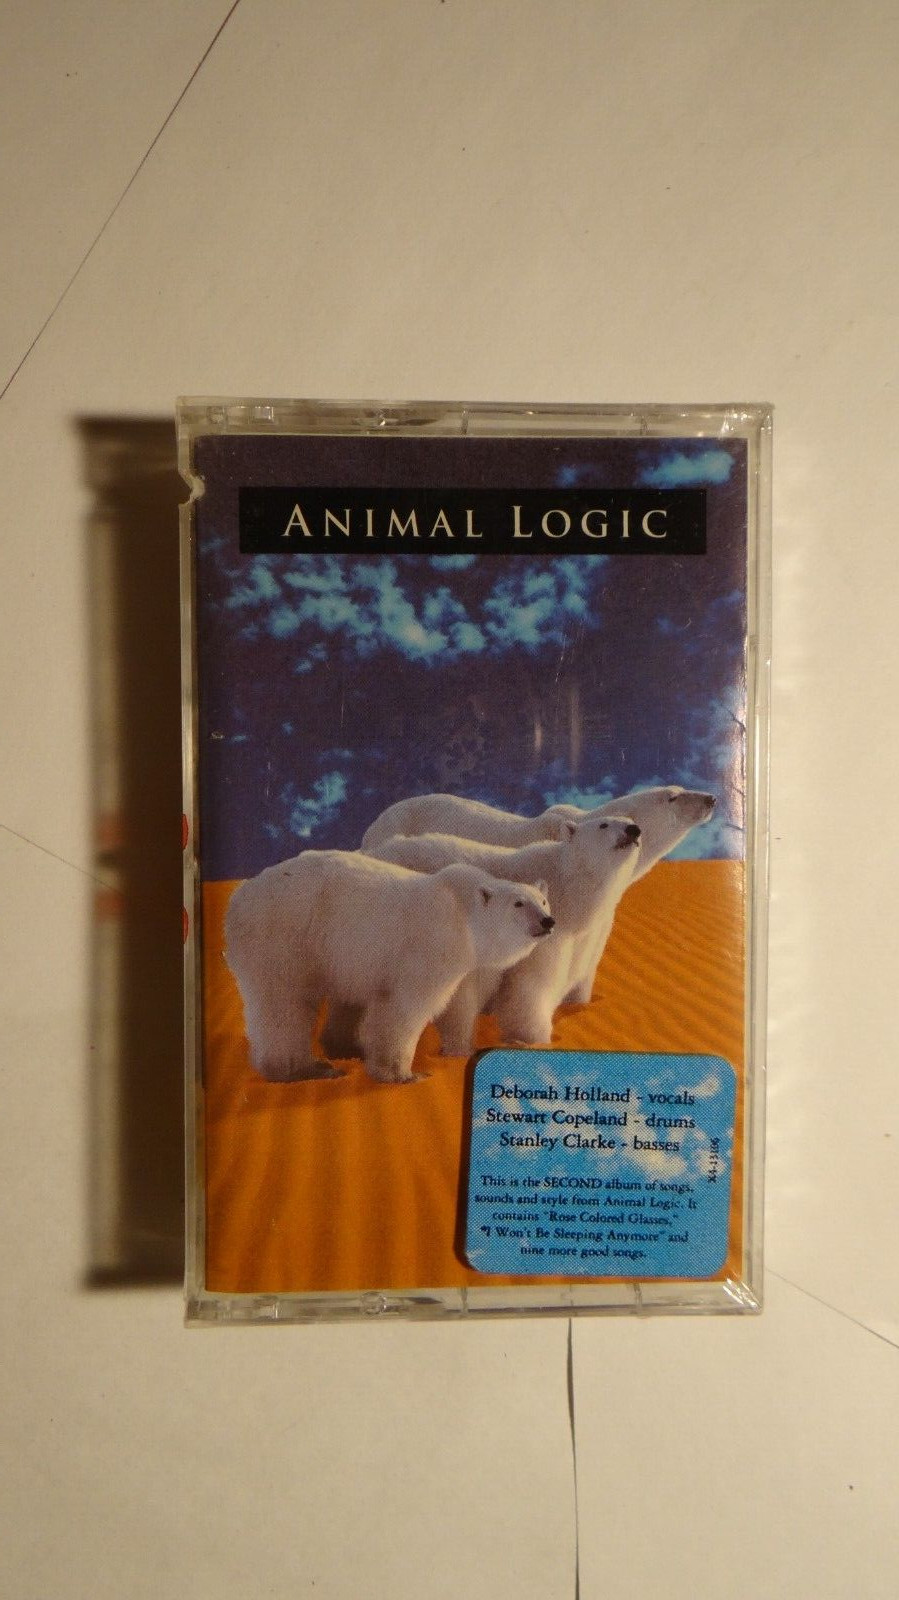 ANIMAL LOGIC
Deborah Holland - vocals
Stewart Copeland - drums
Stanley Clarke - basses
X4-13106
This is the SECOND album of songs,
sounds and style from Animal Logic. It
contains "Rose Colored Glasses,"
"I Won't Be Sleeping Anymore" and
nine more good songs.